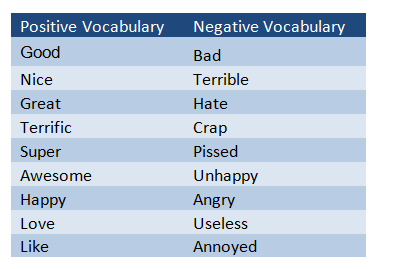 Positive Vocabulary Negative Vocabulary
Good Bad
Nice Terrible
Great Hate
Terrific Crap
Super Pissed
Awesome Unhappy
Happy Angry
Love Useless
Like Annoyed